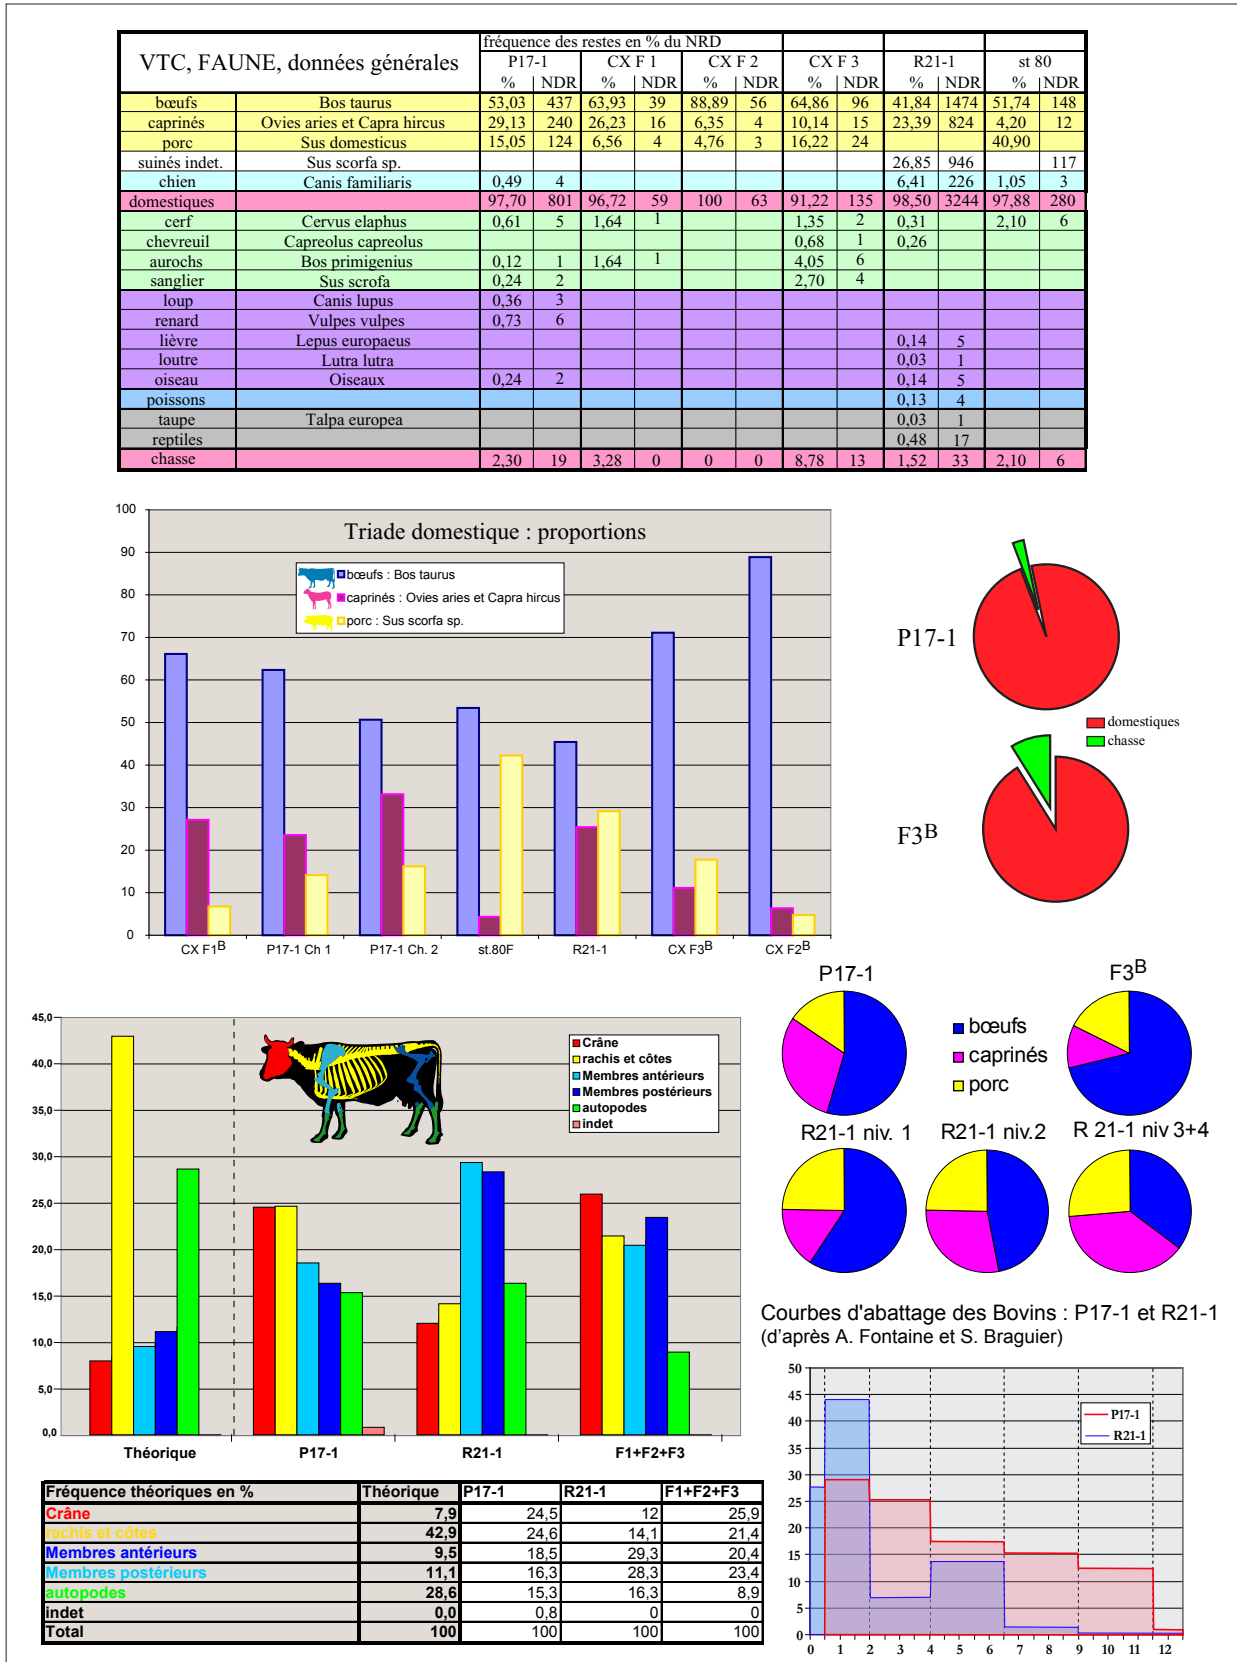 VTC, FAUNE, données générales
fréquence des restes en % du NRD
P17-1 CX F 1 CX F 2 CX F 3 R21-1 st 80
% NDR % NDR % NDR % NDR % NDR % NDR
bœufs Bos taurus 53,03 437 63,93 39 88,89 56 64,86 96 41,84 1474 51,74 148
caprinés Ovies aries et Capra hircus 29,13 240 26,23 16 6,35 4 10,14 15 23,39 824 4,20 12
porc Sus domesticus 15,05 124 6,56 4 4,76 3 16,22 24 40,90
suinés indet. Sus scorfa sp. 26,85 946 117
chien Canis familiaris 0,49 4 6,41 226 1,05 3
domestiques 97,70 801 96,72 59 100 63 91,22 135 98,50 3244 97,88 280
cerf Cervus elaphus 0,61 5 1,64 1 1,35 2 0,31 2,10 6
chevreuil Capreolus capreolus 0,68 1 0,26
aurochs Bos primigenius 0,12 1 1,64 1 4,05 6
sanglier Sus scrofa 0,24 2 2,70 4
loup Canis lupus 0,36 3
renard Vulpes vulpes 0,73 6
lièvre Lepus europaeus 0,14 5
loutre Lutra lutra 0,03 1
oiseau Oiseaux 0,24 2 0,14 5
poissons 0,13 4
taupe Talpa europea 0,03 1
reptiles 0,48 17
chasse 2,30 19 3,28 0 0 0 8,78 13 1,52 33 2,10 6
Triade domestique : proportions
bœufs : Bos taurus
caprinés : Ovies aries et Capra hircus
porc : Sus scorfa sp.
100
90
80
70
60
50
40
30
20
10
0
CX F1B P17-1 Ch 1 P17-1 Ch. 2 st.80F R21-1 CX F3B CX F2B
P17-1
domestiques
chasse
F3B
P17-1 F3B
bœufs
caprinés
porc
R21-1 niv. 1 R21-1 niv.2 R 21-1 niv 3+4
45,0
40,0
35,0
30,0
25,0
20,0
15,0
10,0
5,0
0,0
Crâne
rachis et côtes
Membres antérieurs
Membres postérieurs
autopodes
indet
Théorique P17-1 R21-1 F1+F2+F3
Fréquence théoriques en % Théorique P17-1 R21-1 F1+F2+F3
Crâne 7,9 24,5 12 25,9
rachis et côtes 42,9 24,6 14,1 21,4
Membres antérieurs 9,5 18,5 29,3 20,4
Membres postérieurs 11,1 16,3 28,3 23,4
autopodes 28,6 15,3 16,3 8,9
indet 0,0 0,8 0 0
Total 100 100 100 100
Courbes d'abattage des Bovins : P17-1 et R21-1
(d'après A. Fontaine et S. Braguier)
50
45
40
35
30
25
20
15
10
5
0
P17-1
R21-1
0 1 2 3 4 5 6 7 8 9 10 11 12